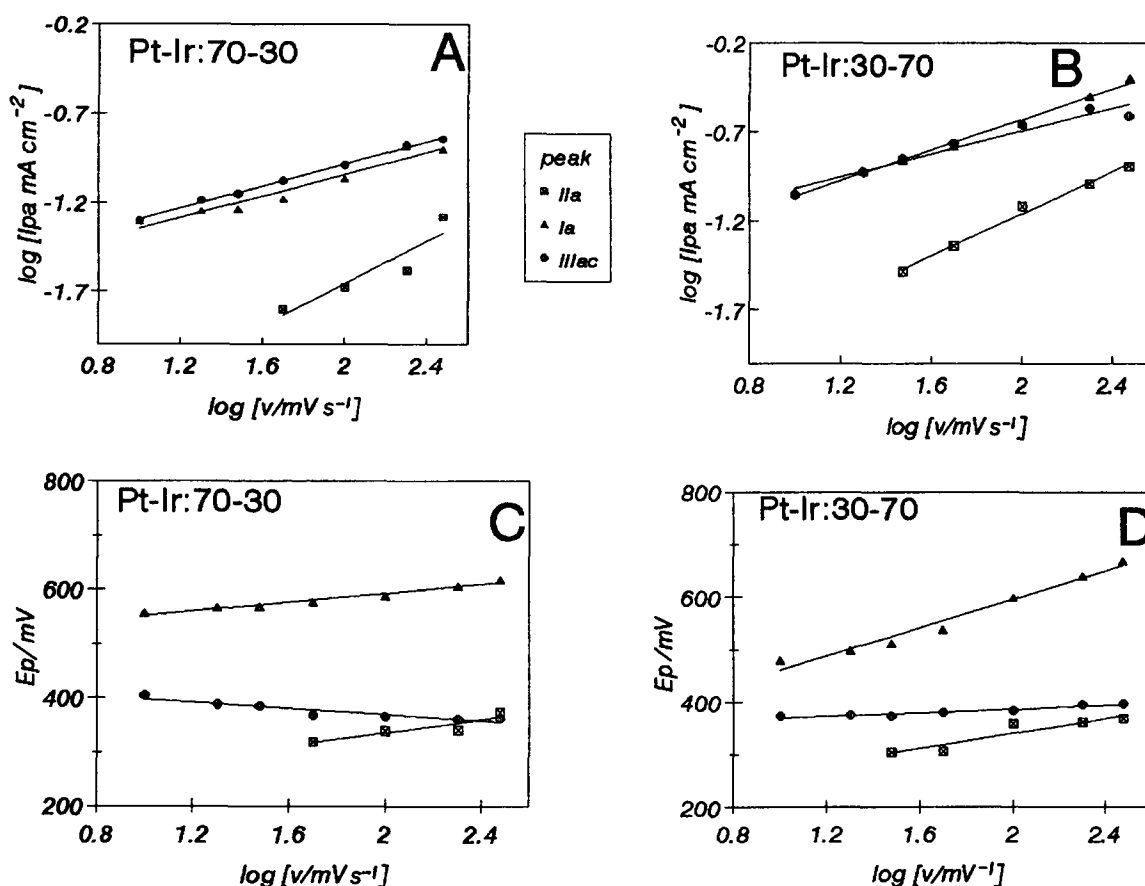 Pt-Ir:70-30
A
log [Ipa mA cm⁻²]
-0.2
-0.7
-1.2
-1.7
0.8 1.2 1.6 2 2.4
log [v/mV s⁻¹]
peak
IIa
Ia
IIIac
Pt-Ir:30-70
B
log [Ipa mA cm⁻²]
-0.2
-0.7
-1.2
-1.7
0.8 1.2 1.6 2 2.4
log [v/mV s⁻¹]
Pt-Ir:70-30
C
Ep/mV
800
600
400
200
0.8 1.2 1.6 2 2.4
log [v/mV s⁻¹]
Pt-Ir:30-70
D
Ep/mV
800
600
400
200
0.8 1.2 1.6 2 2.4
log [v/mV⁻¹]